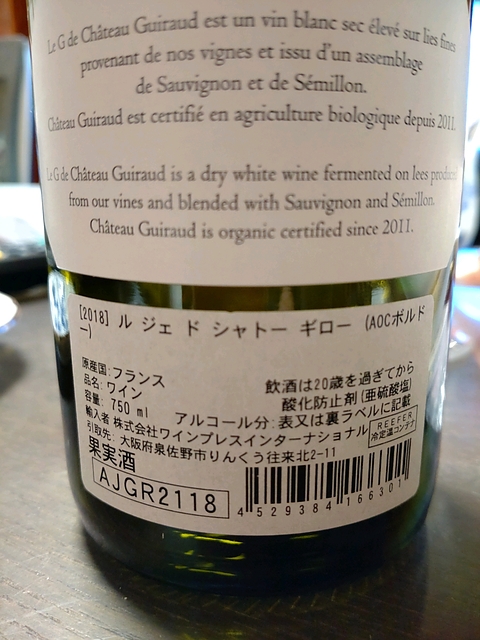 Le G de Château Guiraud est un vin blanc sec élevé sur lies fines
provenant de nos vignes et issu d'un assemblage
de Sauvignon et de Sémillon.
Château Guiraud est certifié en agriculture biologique depuis 2011.
Le G de Château Guiraud is a dry white wine fermented on lees produced
from our vines and blended with Sauvignon and Sémillon.
Château Guiraud is organic certified since 2011.
[2018] ル ジェ ド シャトー ギロー (AOCボルド
ー)
原産国:フランス
品名:ワイン
飲酒は20歳を過ぎてから
容量: 750 ml
酸化防止剤(亜硫酸塩)
アルコール分:表又は裏ラベルに記載
輸入者 株式会社ワインプレスインターナショナル
REEFER
冷定温コンテナ
引取先: 大阪府泉佐野市りんくう往来北2-11
果実酒
AJGR2118
4 529384 166301